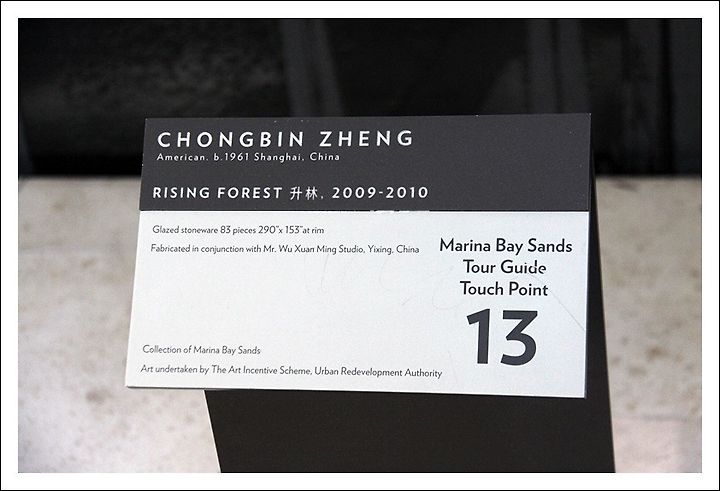 CHONGBIN ZHENG
American. b.1961 Shanghai, China
RISING FOREST 升林, 2009-2010
Glazed stoneware 83 pieces 290"x 153"at rim
Fabricated in conjunction with Mr. Wu Xuan Ming Studio, Yixing, China
Marina Bay Sands
Tour Guide
Touch Point
13
Collection of Marina Bay Sands
Art undertaken by The Art Incentive Scheme, Urban Redevelopment Authority